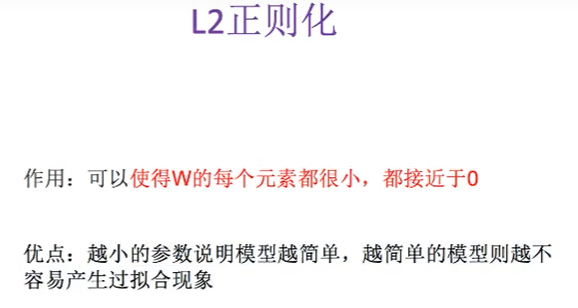 L2正则化
作用：可以使得W的每个元素都很小，都接近于0
优点：越小的参数说明模型越简单，越简单的模型则越不
容易产生过拟合现象